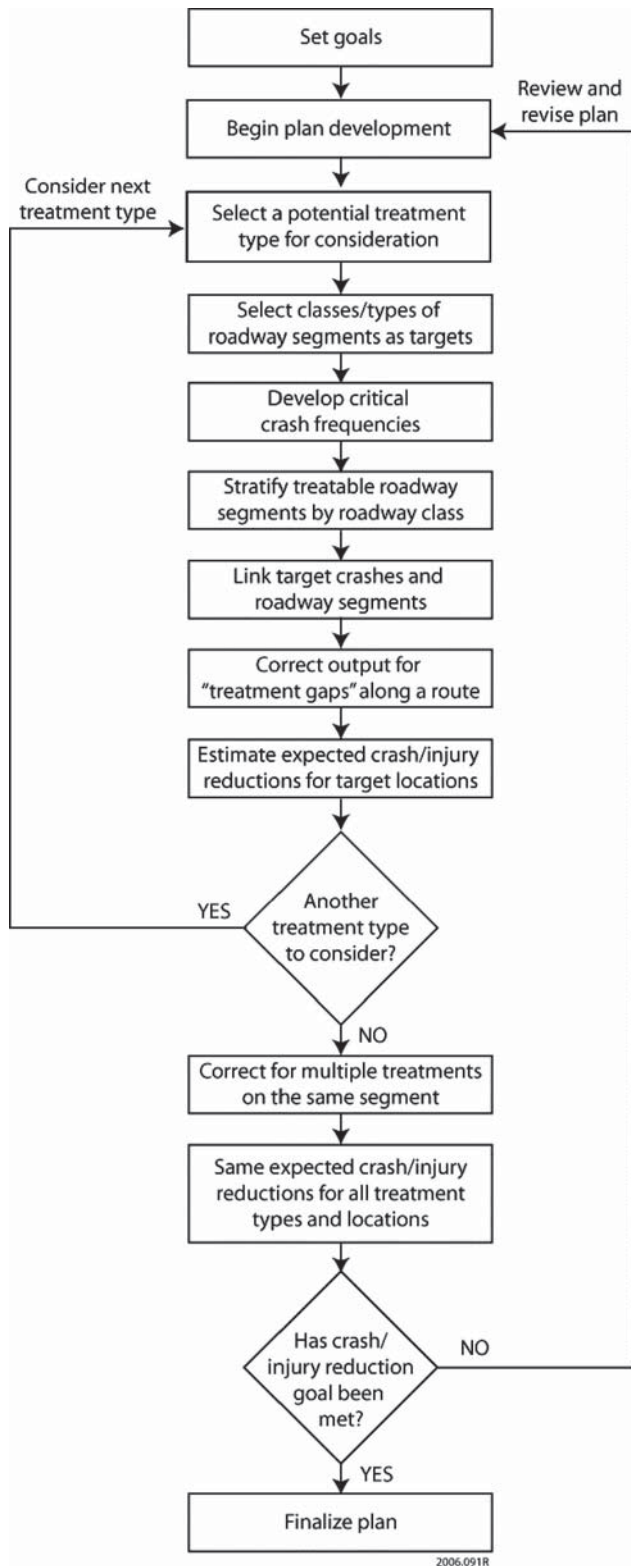 Set goals
Review and
revise plan
Begin plan development
Consider next
treatment type
Select a potential treatment
type for consideration
Select classes/types of
roadway segments as targets
Develop critical
crash frequencies
Stratify treatable roadway
segments by roadway class
Link target crashes and
roadway segments
Correct output for
“treatment gaps” along a route
Estimate expected crash/injury
reductions for target locations
YES
Another
treatment type
to consider?
NO
Correct for multiple treatments
on the same segment
Same expected crash/injury
reductions for all treatment
types and locations
Has crash/
injury reduction
goal been
met?
NO
YES
Finalize plan
2006.091R